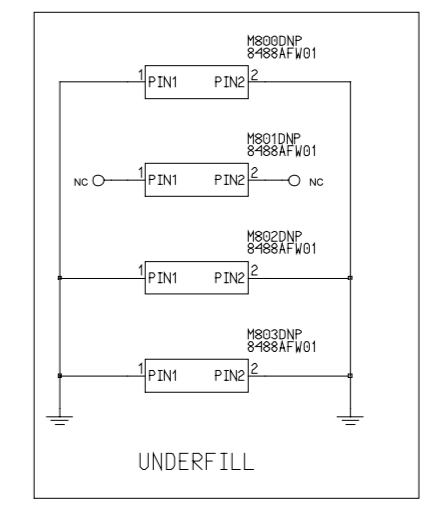 M800DNP
8488AFW01
1 PIN1 PIN2 2
M801DNP
8488AFW01
NC 1 PIN1 PIN2 2 NC
M802DNP
8488AFW01
1 PIN1 PIN2 2
M803DNP
8488AFW01
1 PIN1 PIN2 2
UNDERFILL